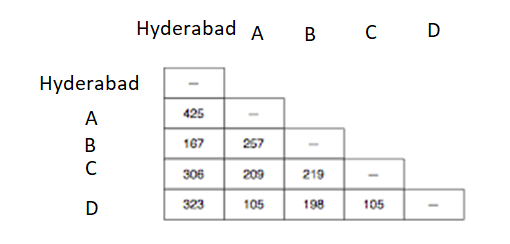 Hyderabad A B C D
Hyderabad —
A 425 —
B 167 257 —
C 306 209 219 —
D 323 105 198 105 —